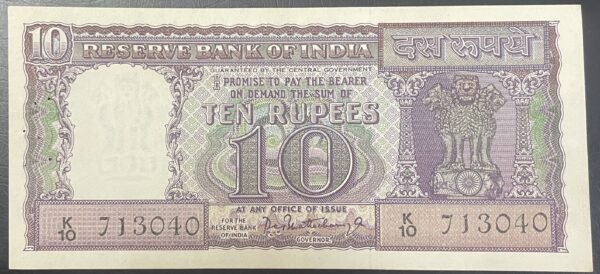 10 RESERVE BANK OF INDIA दस रुपये
GUARANTEED BY THE CENTRAL GOVERNMENT
I PROMISE TO PAY THE BEARER
ON DEMAND THE SUM OF
TEN RUPEES
10
AT ANY OFFICE OF ISSUE
FOR THE
RESERVE BANK
OF INDIA
GOVERNOR
K/10 713040
K/10 713040